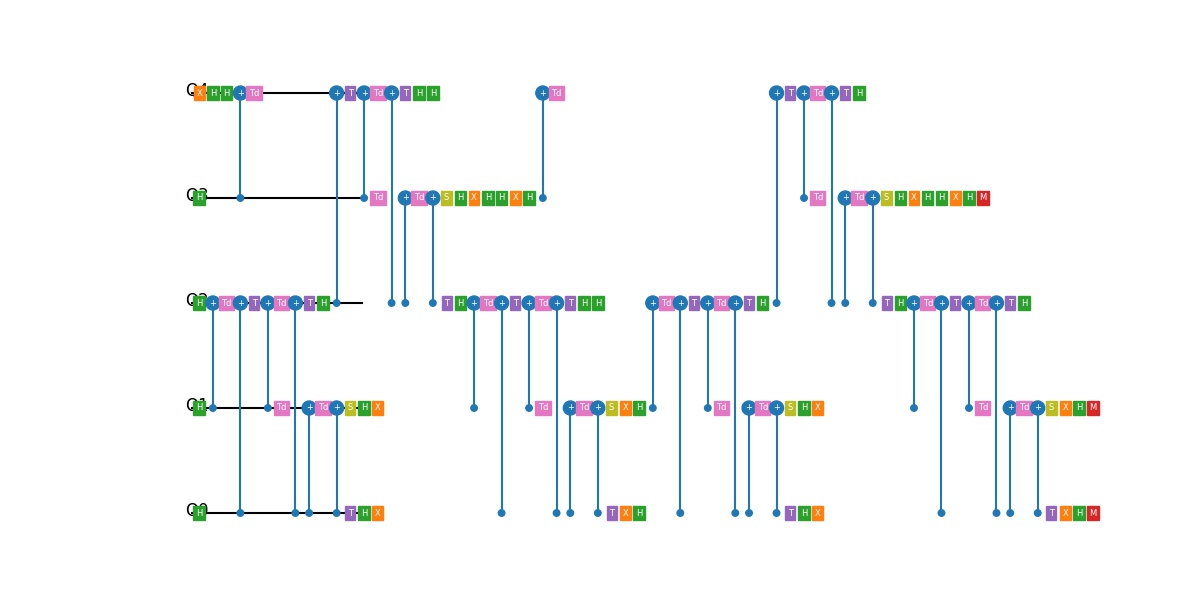 Q4 X H H + Td + T + Td + T H H + Td + T + Td + T H
Q3 H Td + Td + S H X H H X H Td + Td + S H X H H X H M
Q2 H + Td + T + Td + T H T H + Td + T + Td + T H H + Td + T + Td + T H T H + Td + T + Td + T H
Q1 H Td + Td + S H X Td + Td + S X H Td + Td + S H X Td + Td + S X H M
Q0 H T H X T X H T H X T X H M